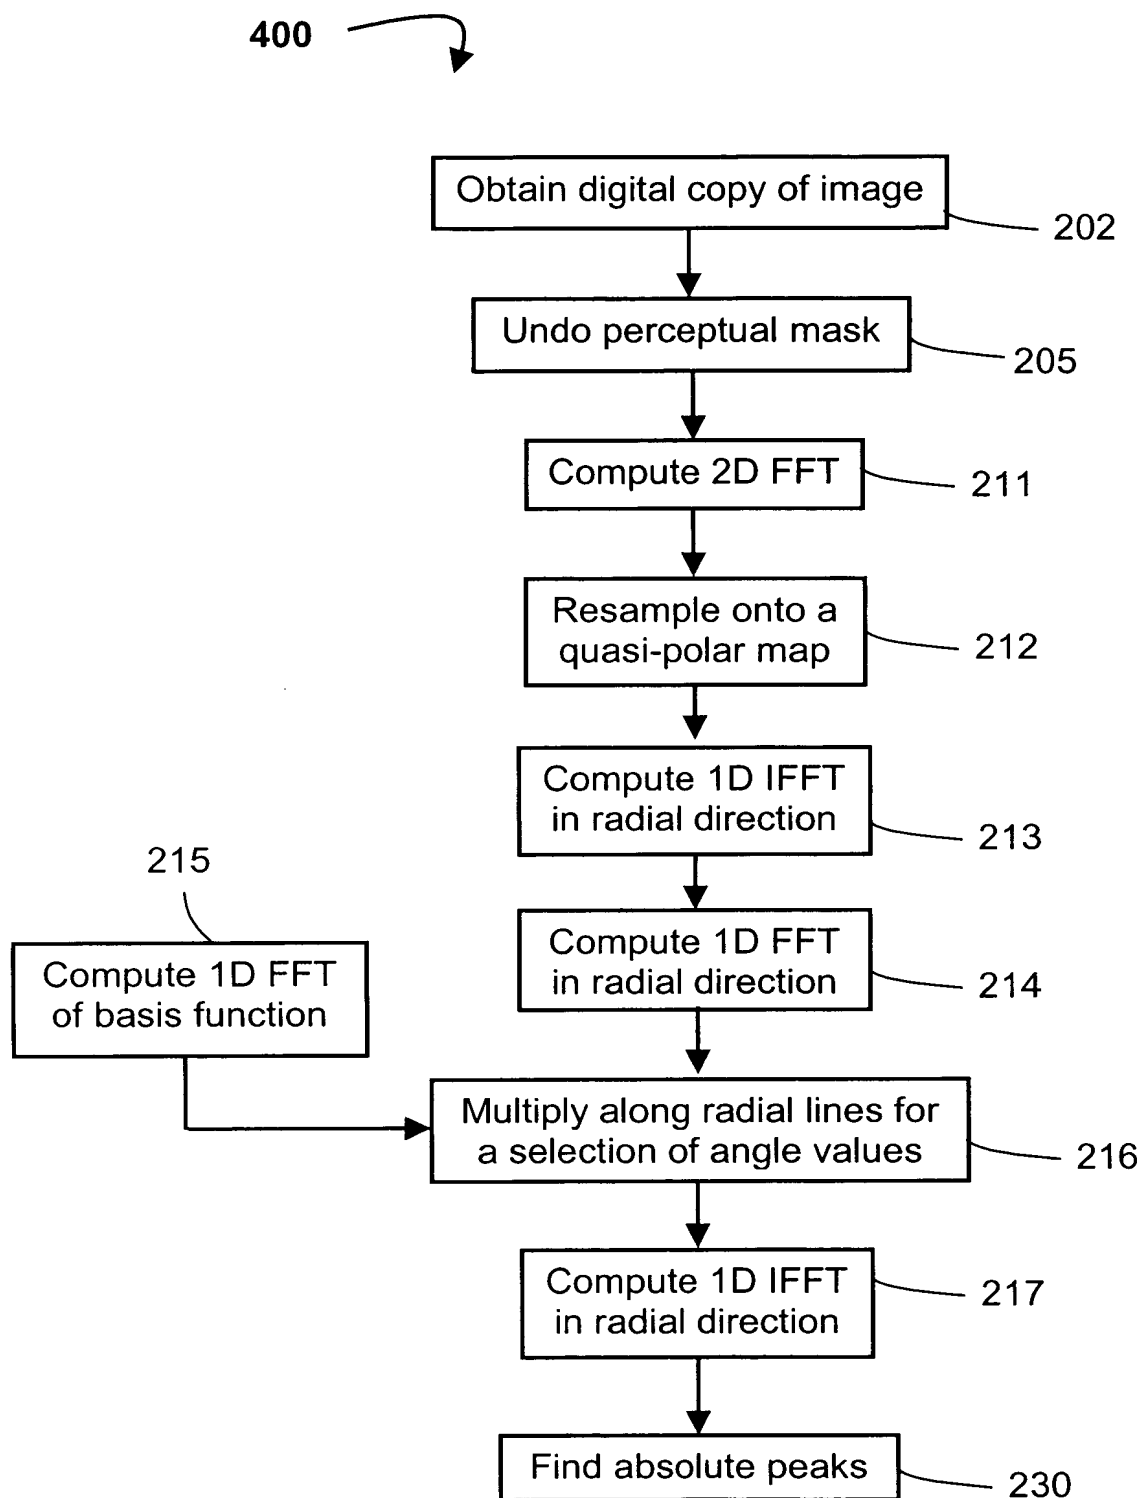 400
Obtain digital copy of image
202
Undo perceptual mask
205
Compute 2D FFT
211
Resample onto a
quasi-polar map
212
Compute 1D IFFT
in radial direction
213
215
Compute 1D FFT
of basis function
Compute 1D FFT
in radial direction
214
Multiply along radial lines for
a selection of angle values
216
Compute 1D IFFT
in radial direction
217
Find absolute peaks
230